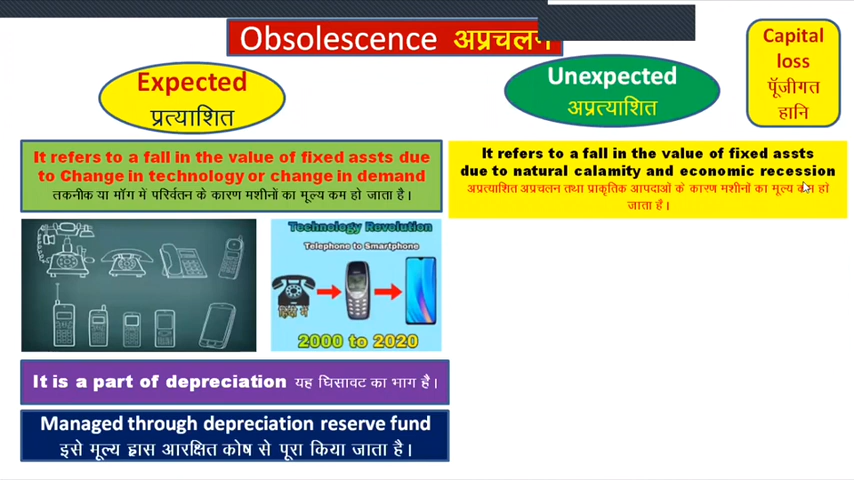 Obsolescence अप्रचलन
Expected
प्रत्याशित
Unexpected
अप्रत्याशित
Capital
loss
पूँजीगत
हानि
It refers to a fall in the value of fixed assts due
to Change in technology or change in demand
तकनीक या माँग में परिर्वतन के कारण मशीनों का मूल्य कम हो जाता है।
It refers to a fall in the value of fixed assts
due to natural calamity and economic recession
अप्रत्याशित अप्रचलन तथा प्राकृतिक आपदाओ के कारण मशीनों का मूल्य कम हो
जाता है।
Technology Revolution
Telephone to Smartphone
हिंदी में
2000 to 2020
It is a part of depreciation यह घिसावट का भाग है।
Managed through depreciation reserve fund
इसे मूल्य ह्रास आरक्षित कोष से पूरा किया जाता है।